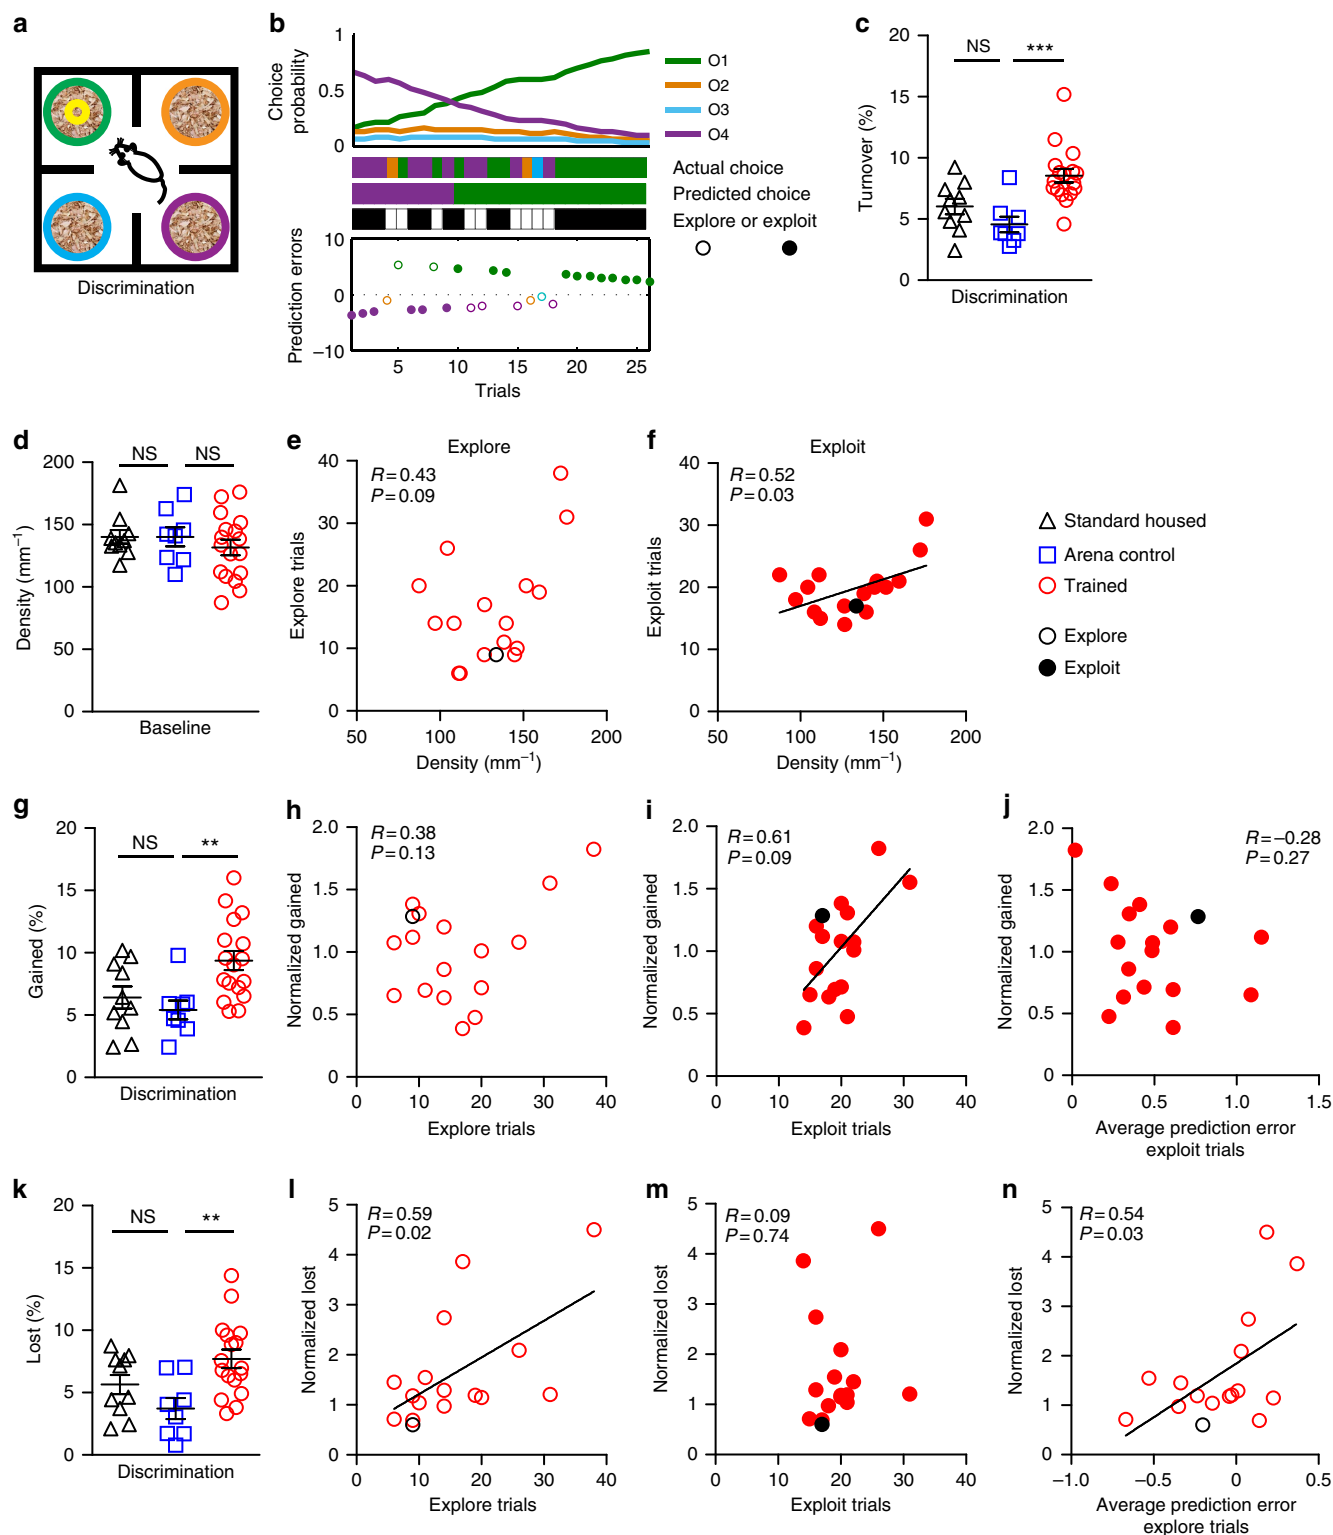 a
Discrimination
b
Choice
probability
1
0.5
0
O1
O2
O3
O4
Actual choice
Predicted choice
Explore or exploit
Prediction errors
10
0
−10
5 10 15 20 25
Trials
c
NS ***
Turnover (%)
20
15
10
5
0
Discrimination
d
NS NS
Density (mm−1)
200
150
100
50
0
Baseline
e
Explore
R=0.43
P=0.09
Explore trials
40
30
20
10
0
50 100 150 200
Density (mm−1)
f
Exploit
R=0.52
P=0.03
Exploit trials
40
30
20
10
0
50 100 150 200
Density (mm−1)
Standard housed
Arena control
Trained
Explore
Exploit
g
NS **
Gained (%)
20
15
10
5
0
Discrimination
h
R=0.38
P=0.13
Normalized gained
2.0
1.5
1.0
0.5
0
0 10 20 30 40
Explore trials
i
R=0.61
P=0.09
Normalized gained
2.0
1.5
1.0
0.5
0
0 10 20 30 40
Exploit trials
j
R=−0.28
P=0.27
Normalized gained
2.0
1.5
1.0
0.5
0
0 0.5 1.0 1.5
Average prediction error
exploit trials
k
NS **
Lost (%)
20
15
10
5
0
Discrimination
l
R=0.59
P=0.02
Normalized lost
5
4
3
2
1
0
0 10 20 30 40
Explore trials
m
R=0.09
P=0.74
Normalized lost
5
4
3
2
1
0
0 10 20 30 40
Exploit trials
n
R=0.54
P=0.03
Normalized lost
5
4
3
2
1
0
−1.0 −0.5 0 0.5
Average prediction error
explore trials